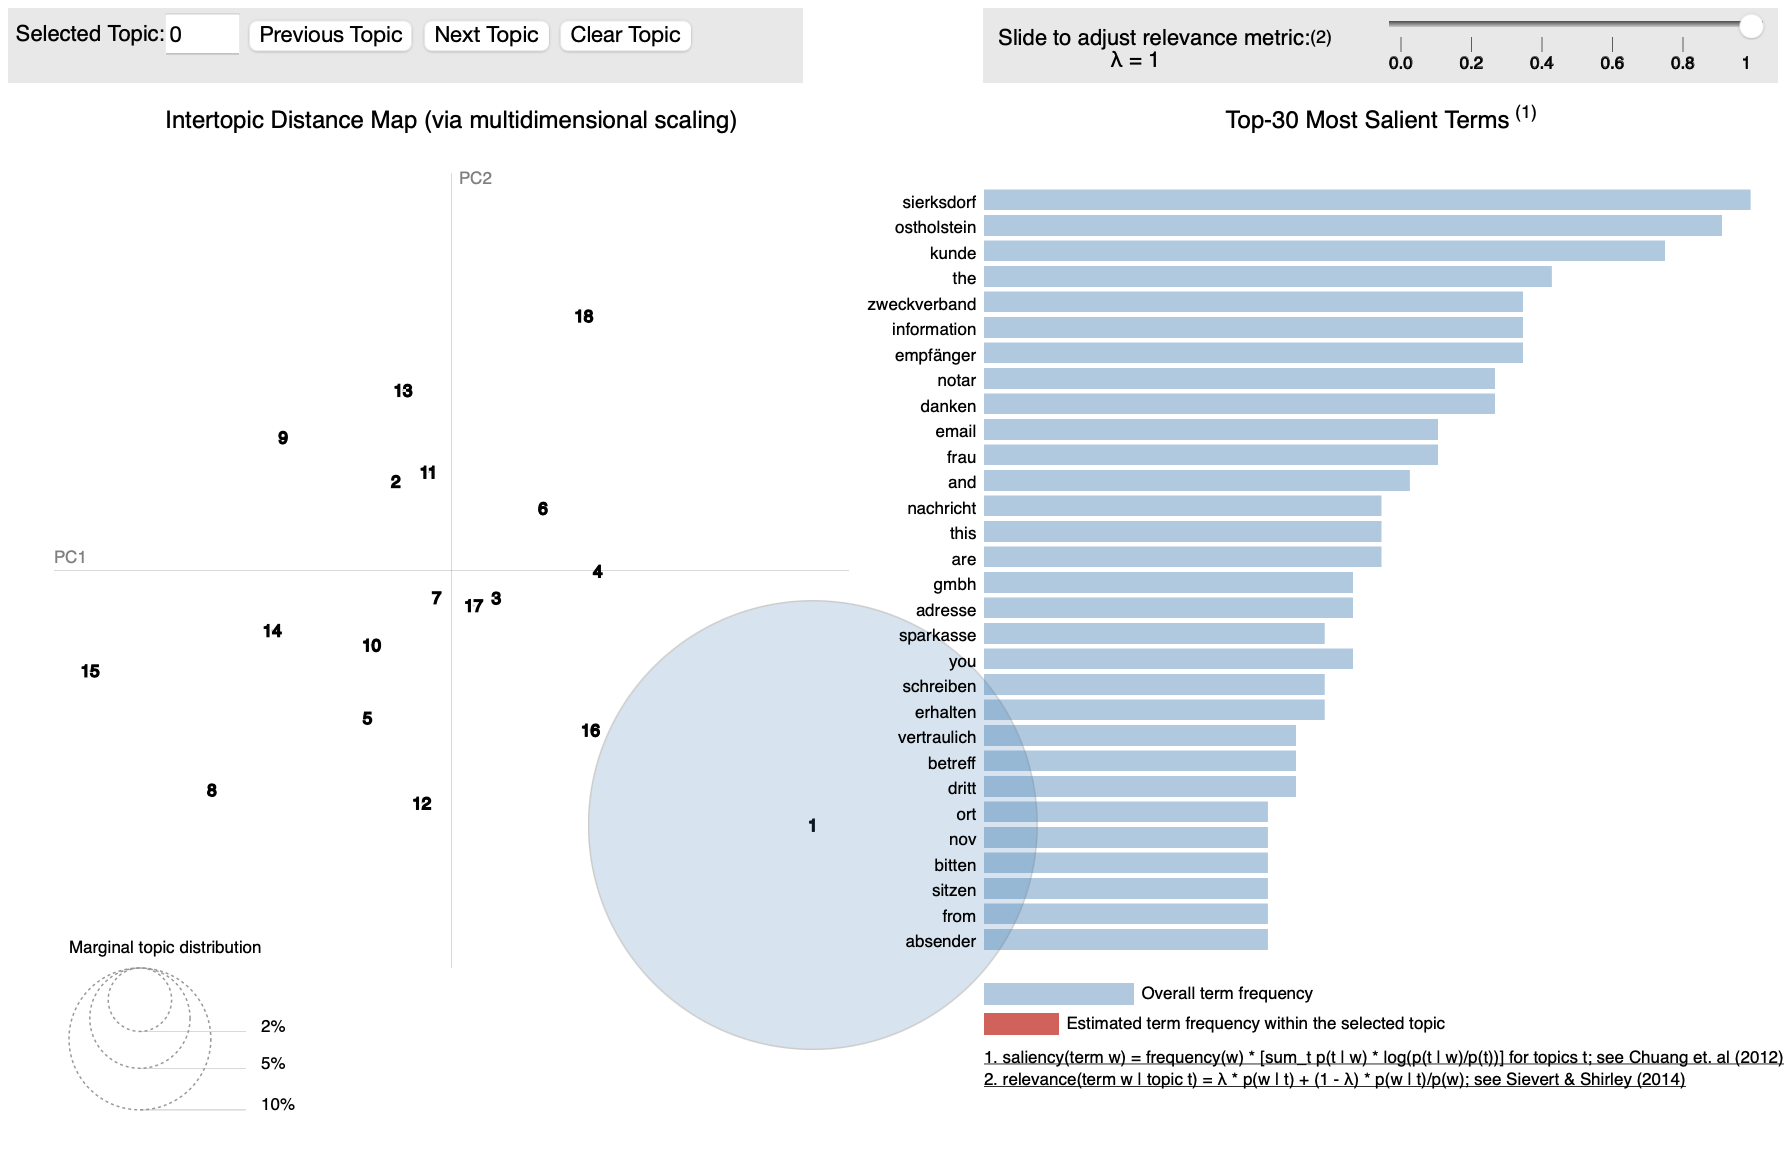 Selected Topic: 0 Previous Topic Next Topic Clear Topic
Slide to adjust relevance metric:(2)
λ = 1
0.0 0.2 0.4 0.6 0.8 1
Intertopic Distance Map (via multidimensional scaling)
PC2
PC1
18
13
9
11
2
6
4
7
17
3
14
10
15
5
16
8
12
1
Marginal topic distribution
2%
5%
10%
Top-30 Most Salient Terms (1)
sierksdorf
ostholstein
kunde
the
zweckverband
information
empfänger
notar
danken
email
frau
and
nachricht
this
are
gmbh
adresse
sparkasse
you
schreiben
erhalten
vertraulich
betreff
dritt
ort
nov
bitten
sitzen
from
absender
Overall term frequency
Estimated term frequency within the selected topic
1. saliency(term w) = frequency(w) * [sum_t p(t | w) * log(p(t | w)/p(t))] for topics t; see Chuang et. al (2012)
2. relevance(term w | topic t) = λ * p(w | t) + (1 - λ) * p(w | t)/p(w); see Sievert & Shirley (2014)